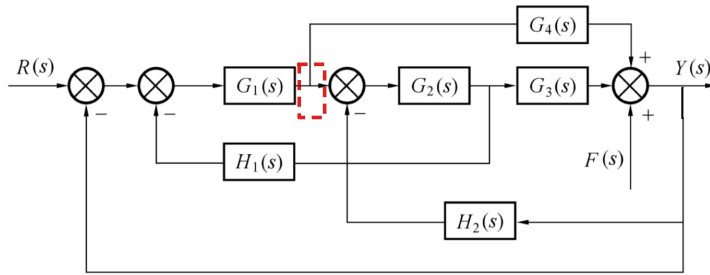 G₄(s)
+
R(s)
G₁(s)
G₂(s)
G₃(s)
Y(s)
−
−
−
+
H₁(s)
F(s)
H₂(s)